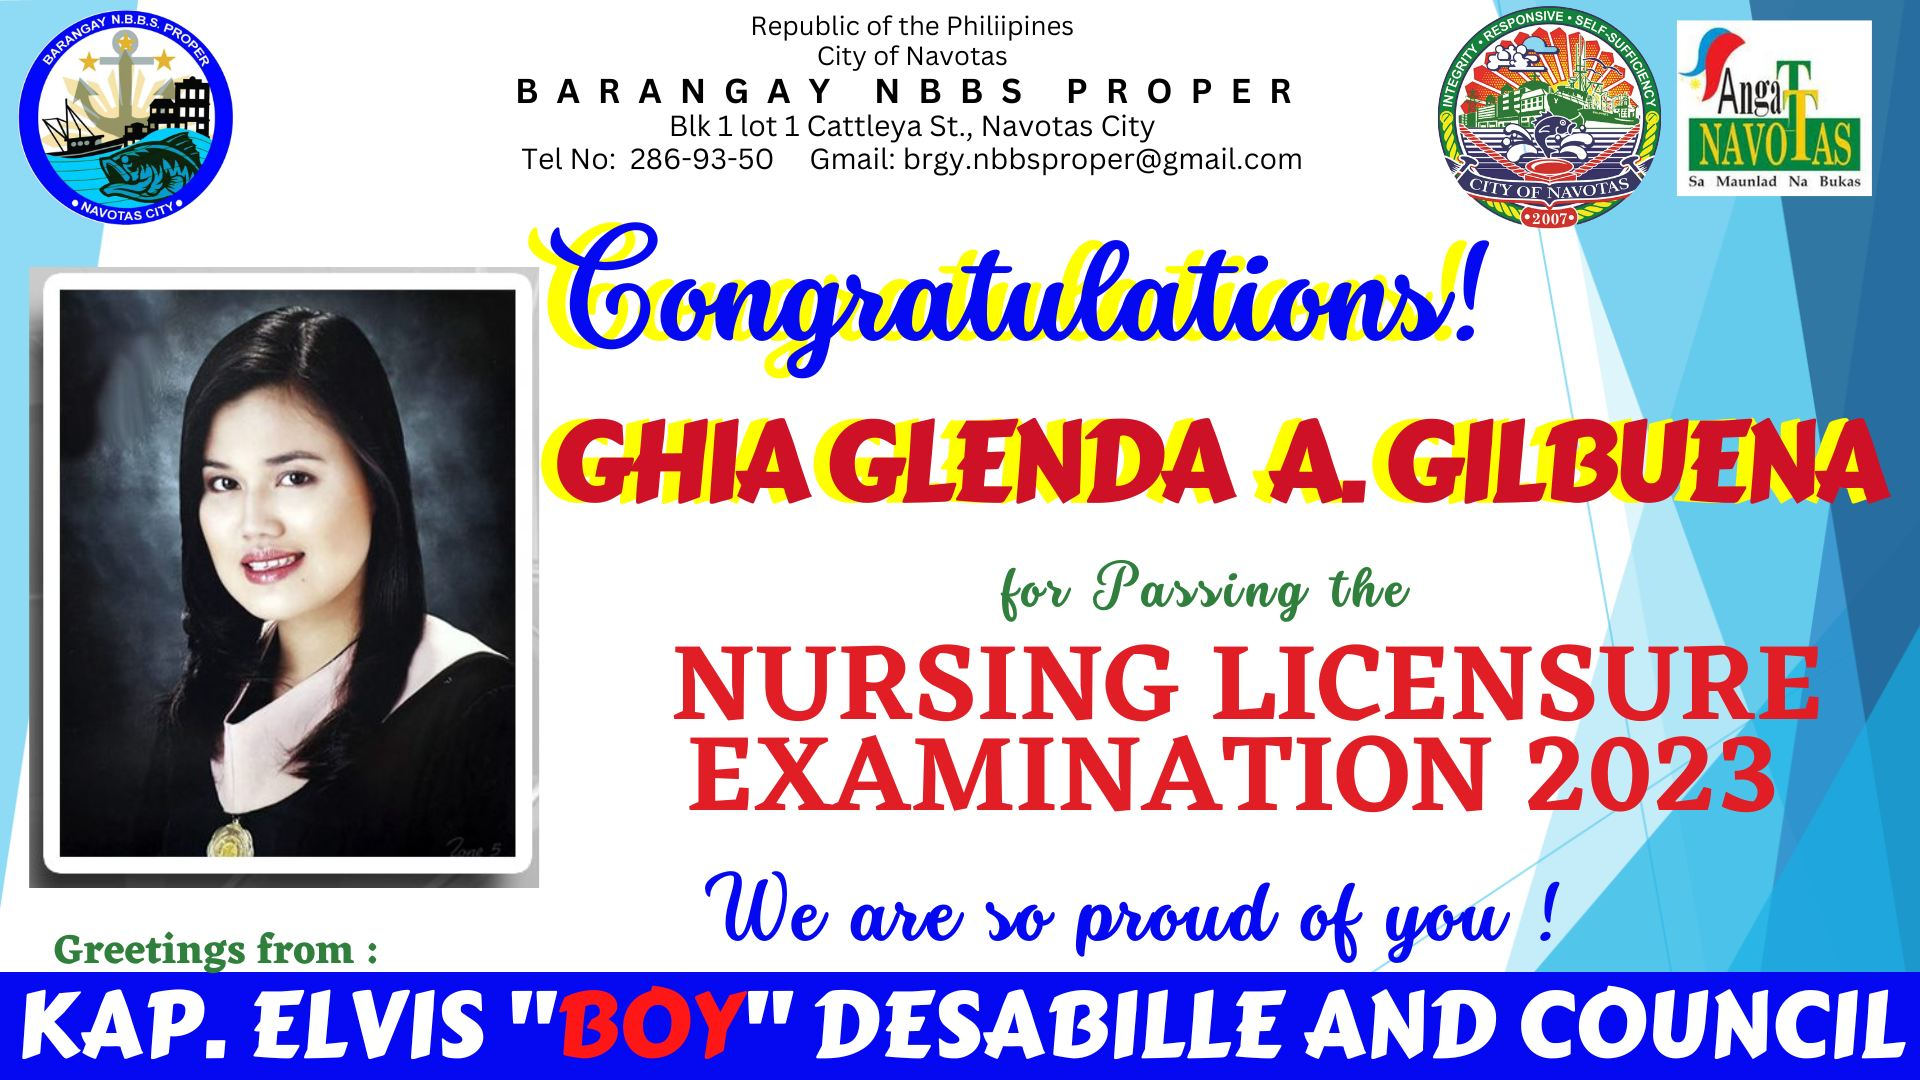 BARANGAY N.B.B.S. PROPER
• NAVOTAS CITY •
Republic of the Philiipines
City of Navotas
BARANGAY NBBS PROPER
Blk 1 lot 1 Cattleya St., Navotas City
Tel No: 286-93-50 Gmail: brgy.nbbsproper@gmail.com
INTEGRITY • RESPONSIVE • SELF-SUFFICIENCY
CITY OF NAVOTAS
•2007•
AngaT
NAVOTAS
Sa Maunlad Na Bukas
Congratulations!
GHIA GLENDA A. GILBUENA
for Passing the
NURSING LICENSURE
EXAMINATION 2023
We are so proud of you !
Zone 5
Greetings from :
KAP. ELVIS "BOY" DESABILLE AND COUNCIL